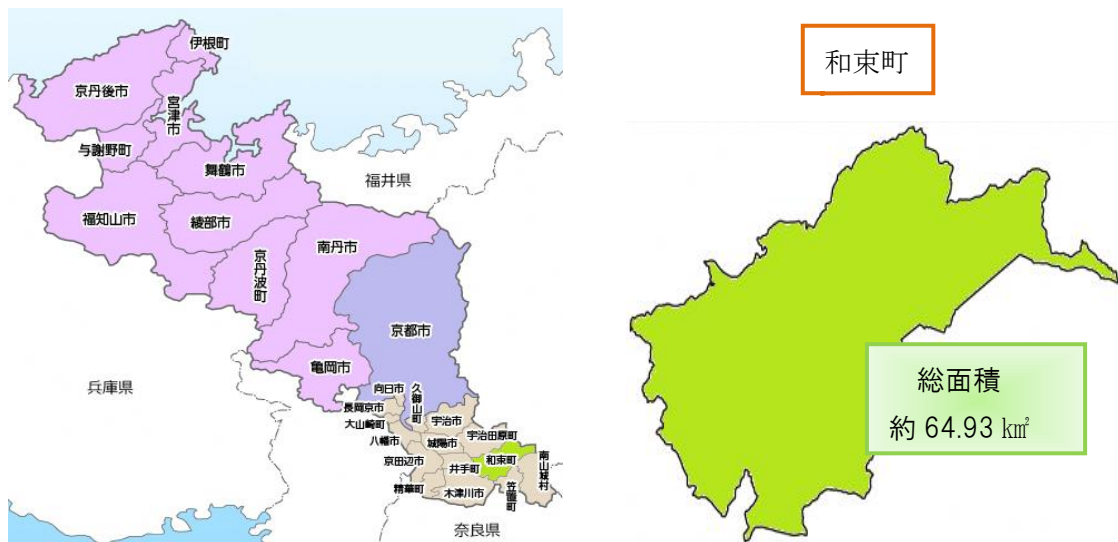 伊根町
京丹後市
宮津市
与謝野町
舞鶴市
福井県
福知山市
綾部市
南丹市
京丹波町
京都市
亀岡市
兵庫県
向日市
久御山町
長岡京市
大山崎町
宇治市
八幡市
城陽市
宇治田原町
京田辺市
井手町
和束町
南山城村
精華町
木津川市
笠置町
奈良県
和束町
総面積
約 64.93 ㎢